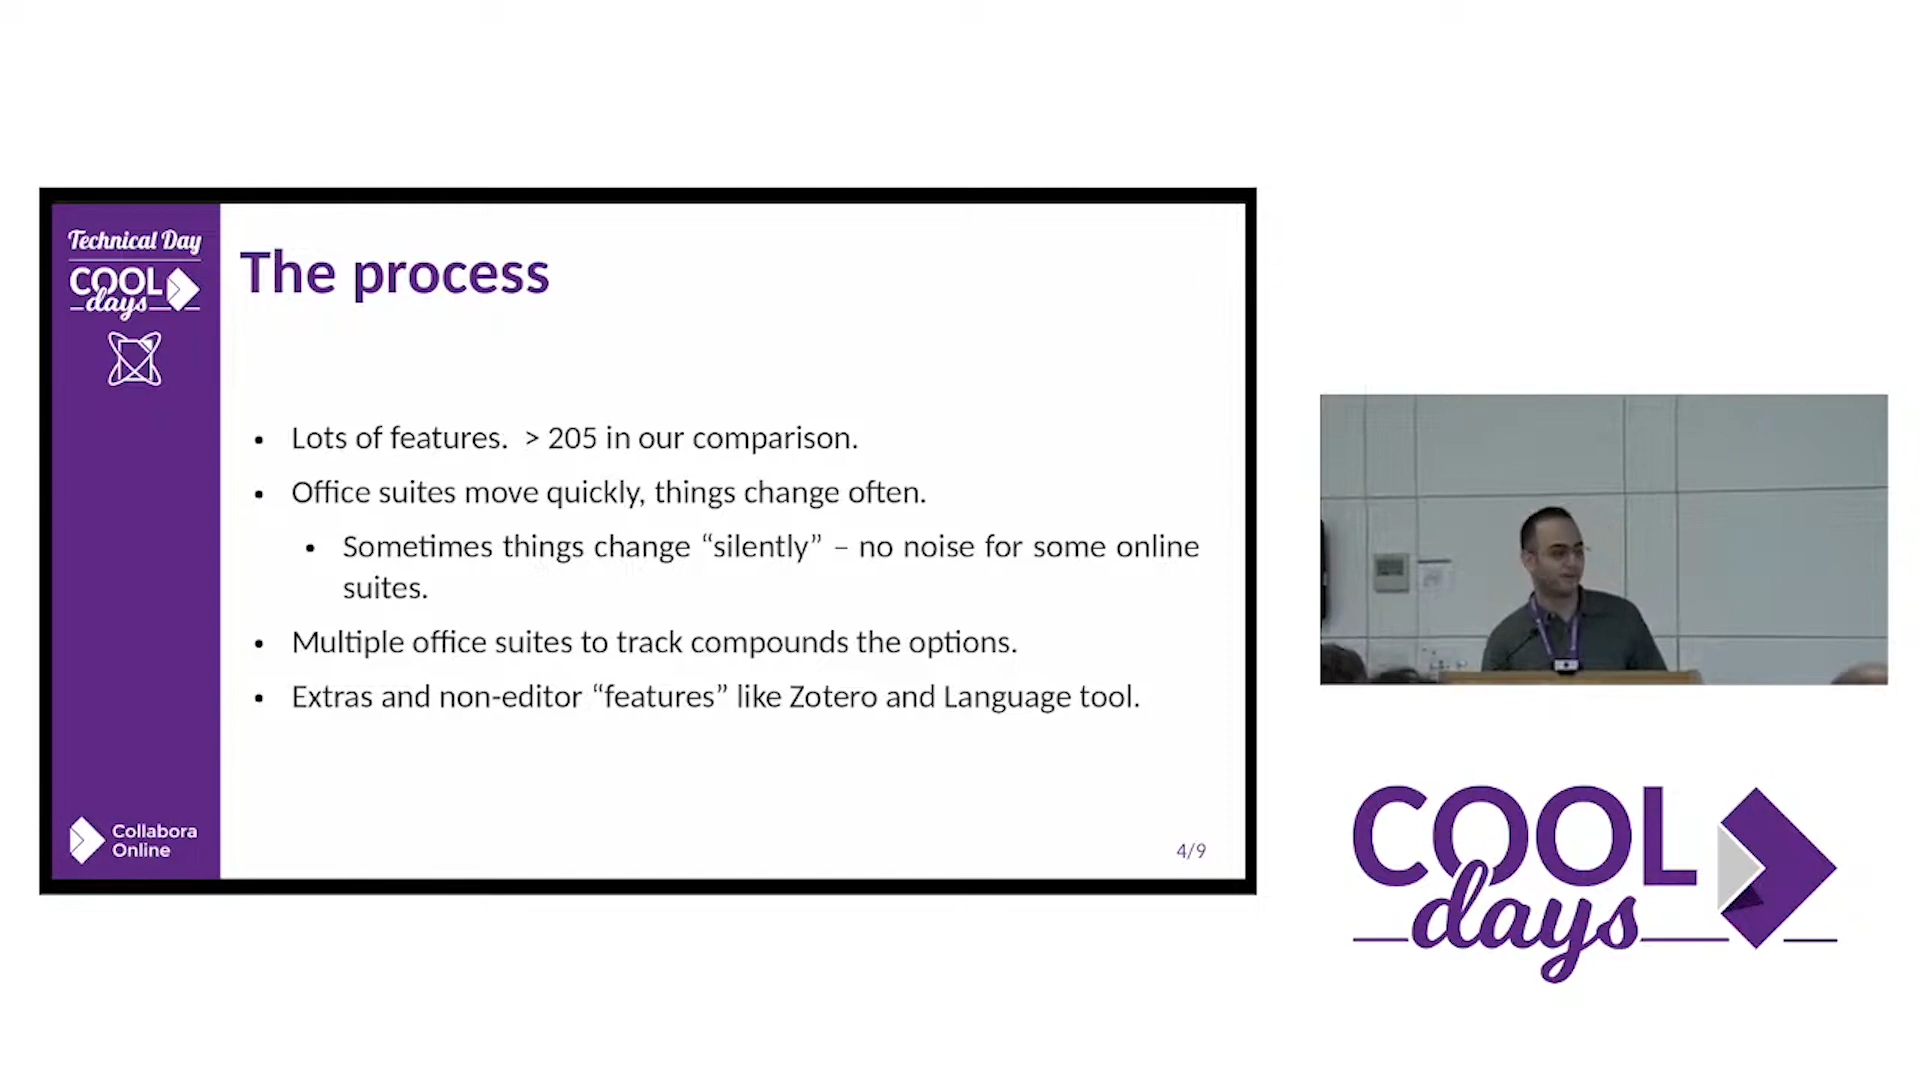 Technical Day
COOL
days
The process
• Lots of features.  > 205 in our comparison.
• Office suites move quickly, things change often.
• Sometimes things change “silently” – no noise for some online
suites.
• Multiple office suites to track compounds the options.
• Extras and non-editor “features” like Zotero and Language tool.
Collabora
Online
4/9
COOL
days